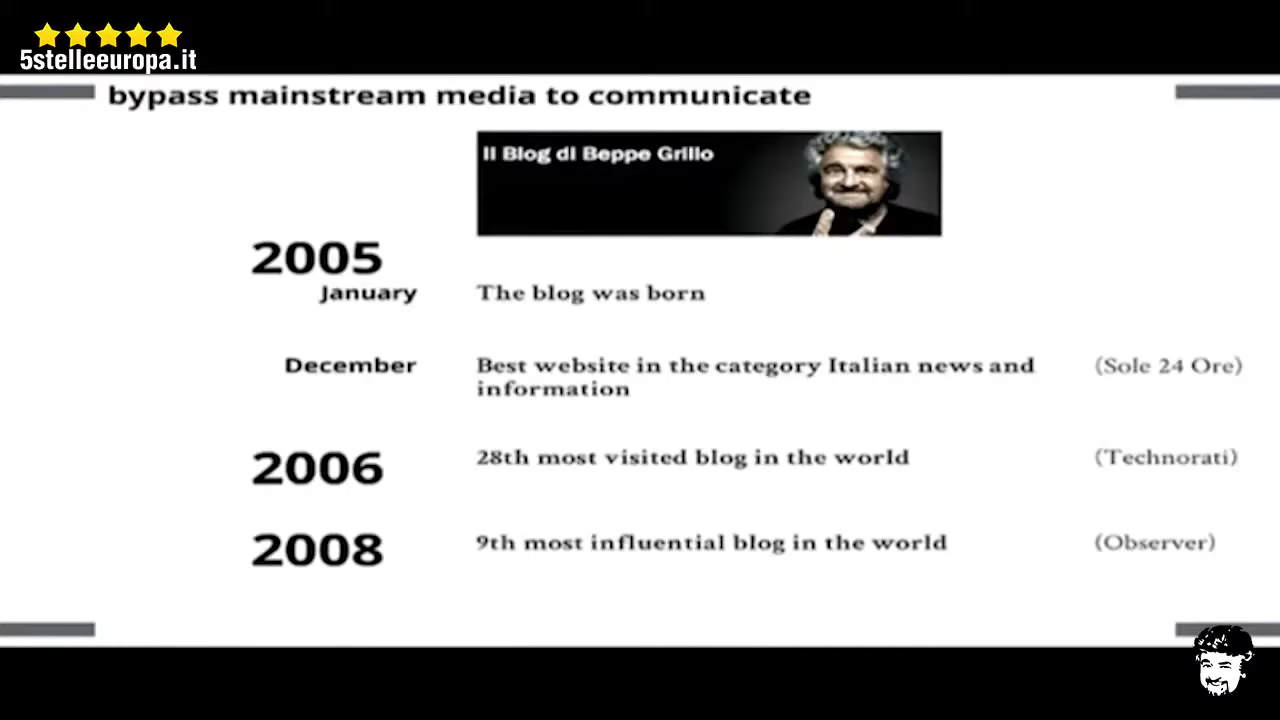 5stelleeuropa.it
bypass mainstream media to communicate
Il Blog di Beppe Grillo
2005
January The blog was born
December Best website in the category Italian news and (Sole 24 Ore)
information
2006 28th most visited blog in the world (Technorati)
2008 9th most influential blog in the world (Observer)